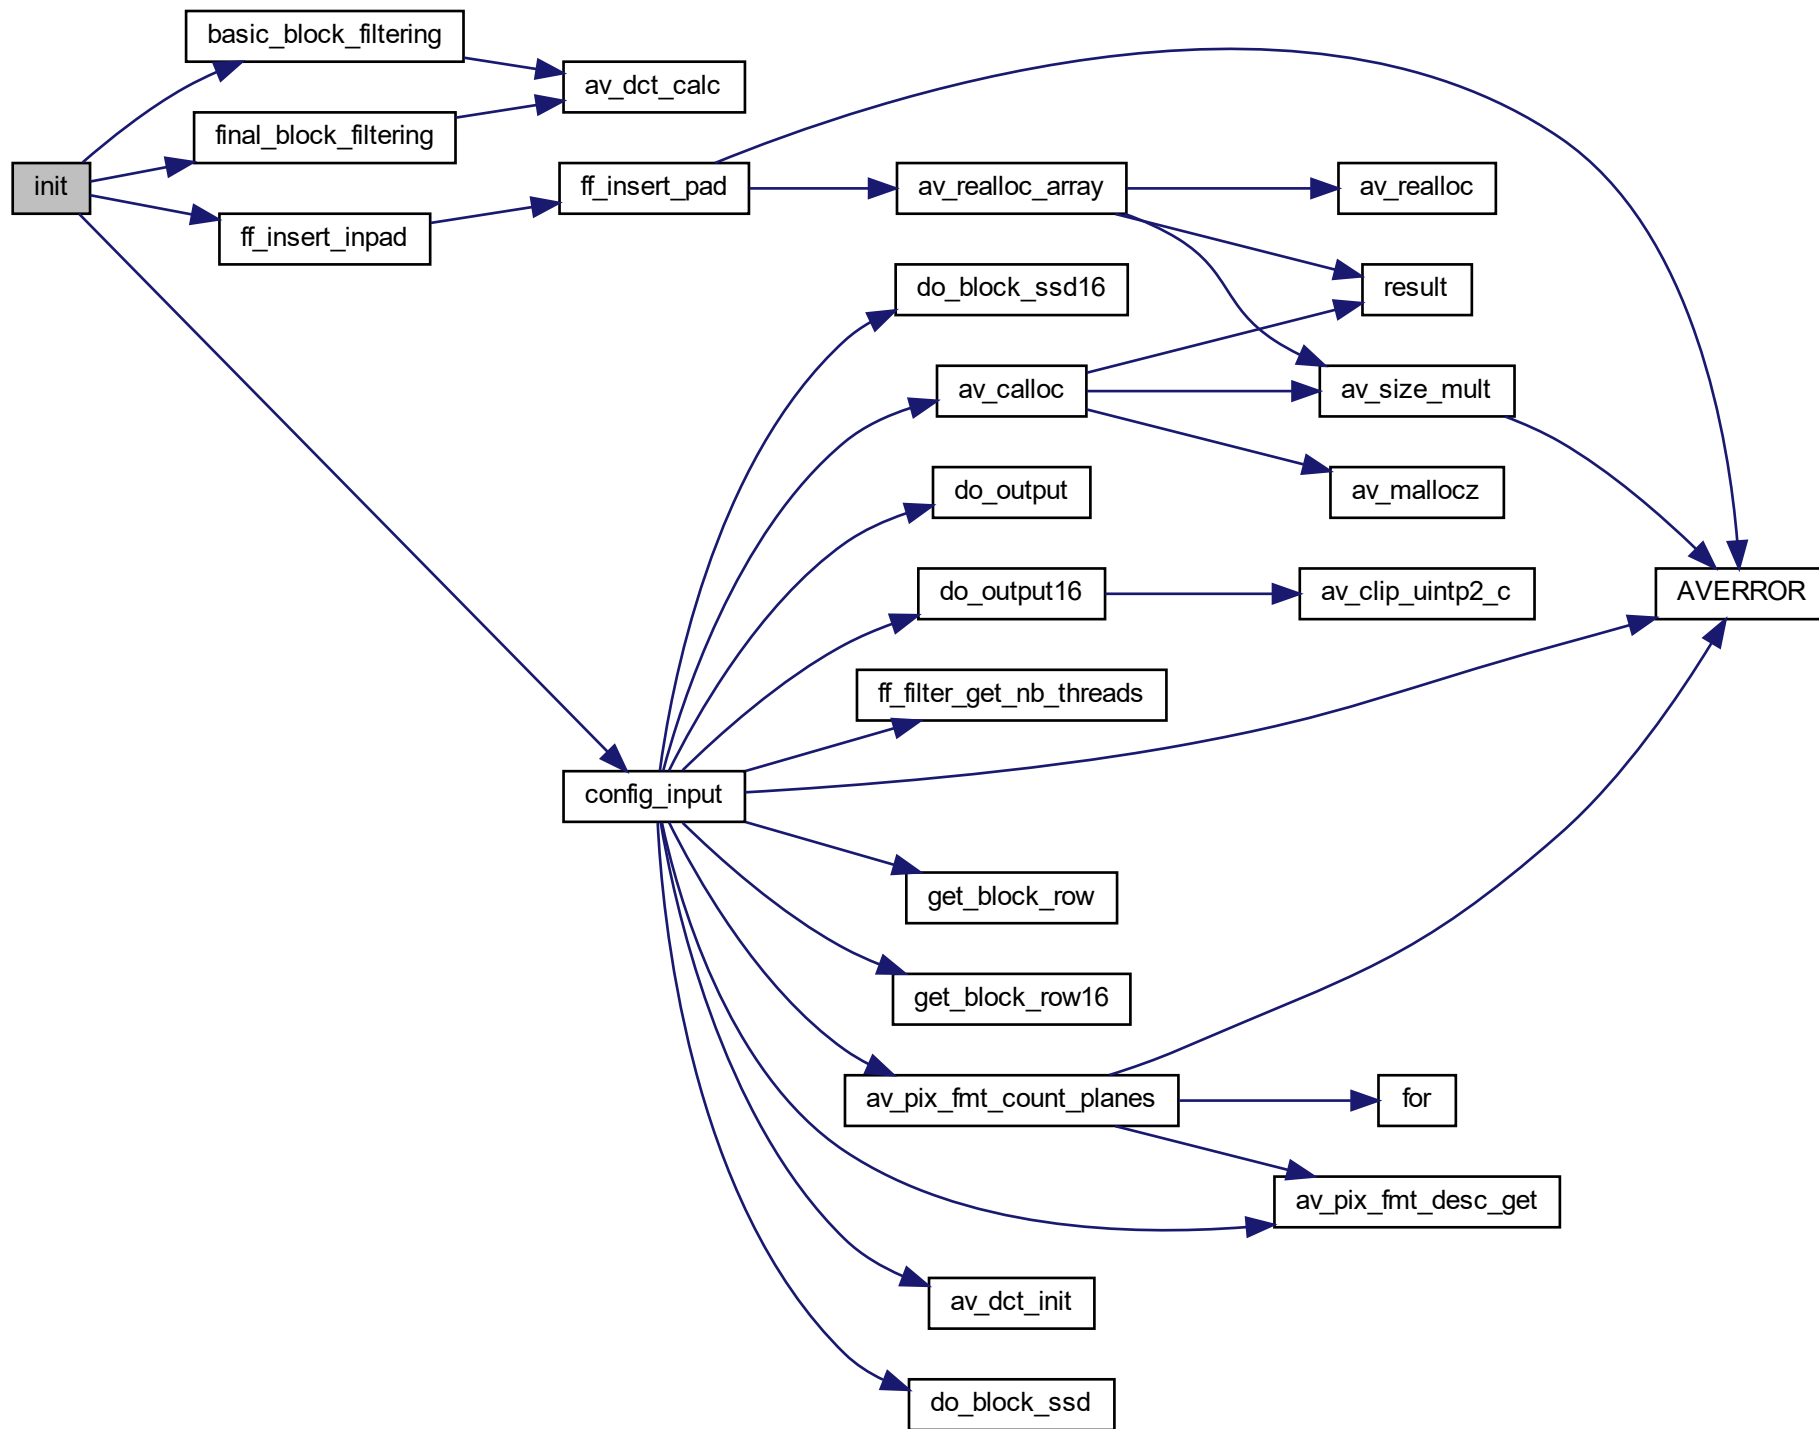 basic_block_filtering
av_dct_calc
final_block_filtering
init
ff_insert_pad
av_realloc_array
av_realloc
ff_insert_inpad
do_block_ssd16
result
av_calloc
av_size_mult
do_output
av_mallocz
do_output16
av_clip_uintp2_c
AVERROR
ff_filter_get_nb_threads
config_input
get_block_row
get_block_row16
av_pix_fmt_count_planes
for
av_pix_fmt_desc_get
av_dct_init
do_block_ssd